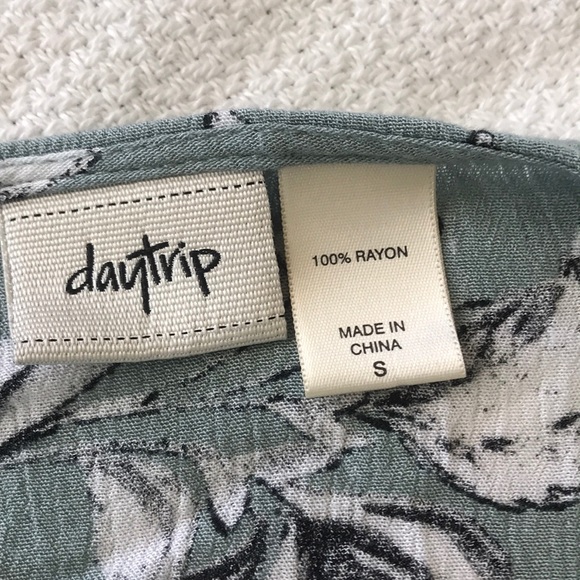 daytrip
100% RAYON
MADE IN
CHINA
S